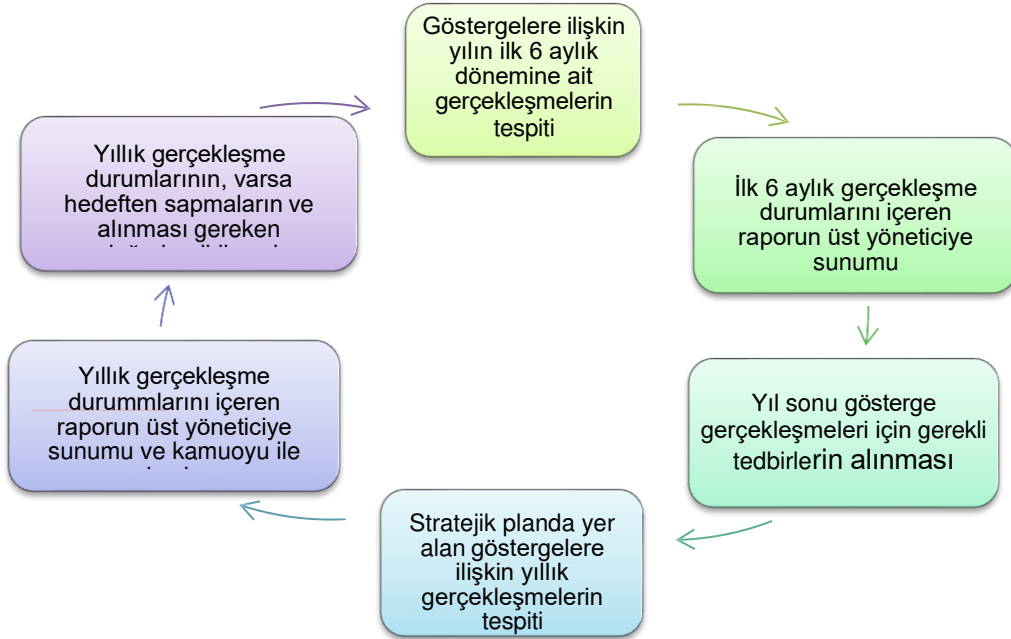 Göstergelere ilişkin
yılın ilk 6 aylık
dönemine ait
gerçekleşmelerin
tespiti
İlk 6 aylık gerçekleşme
durumlarını içeren
raporun üst yöneticiye
sunumu
Yıl sonu gösterge
gerçekleşmeleri için gerekli
tedbirlerin alınması
Stratejik planda yer
alan göstergelere
ilişkin yıllık
gerçekleşmelerin
tespiti
Yıllık gerçekleşme
durummlarını içeren
raporun üst yöneticiye
sunumu ve kamuoyu ile
Yıllık gerçekleşme
durumlarının, varsa
hedeften sapmaların ve
alınması gereken